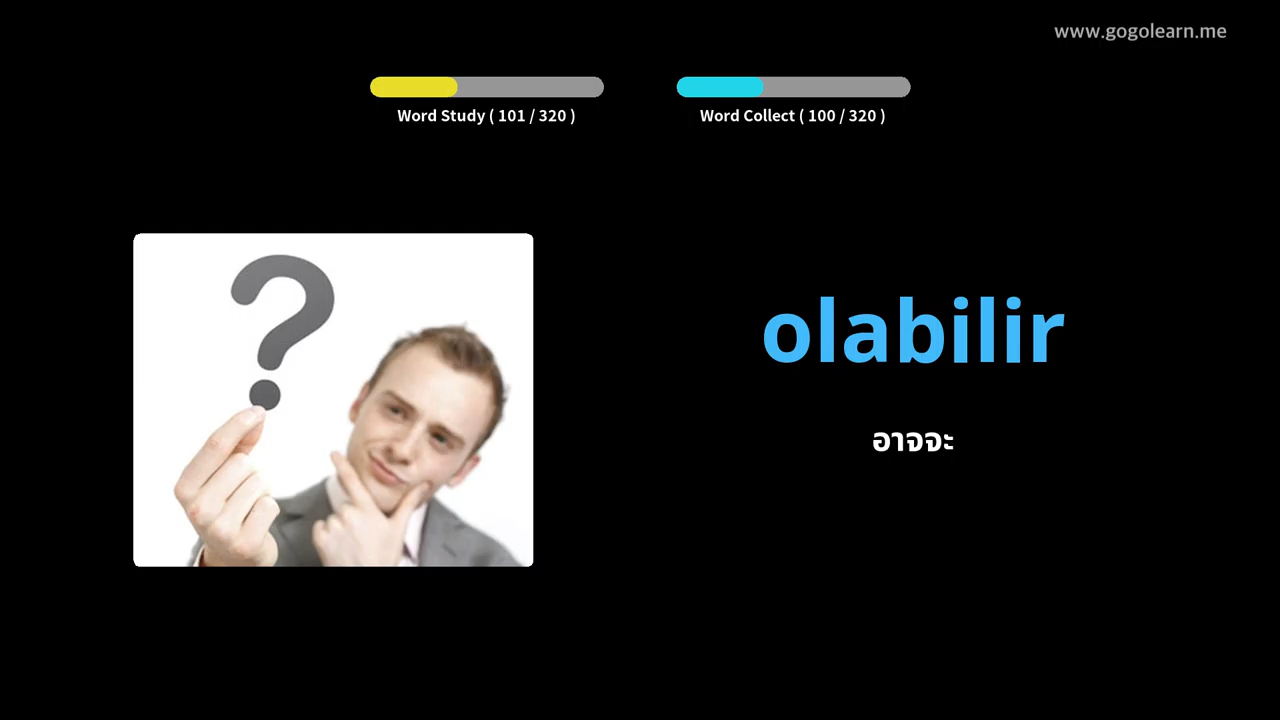 www.gogolearn.me
Word Study ( 101 / 320 )
Word Collect ( 100 / 320 )
olabilir
อาจจะ